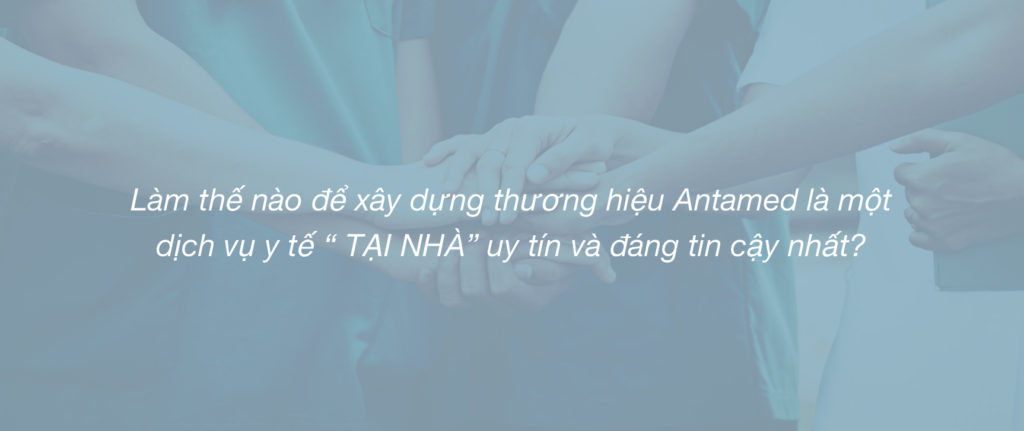 Làm thế nào để xây dựng thương hiệu Antamed là một
dịch vụ y tế “ TẠI NHÀ” uy tín và đáng tin cậy nhất?